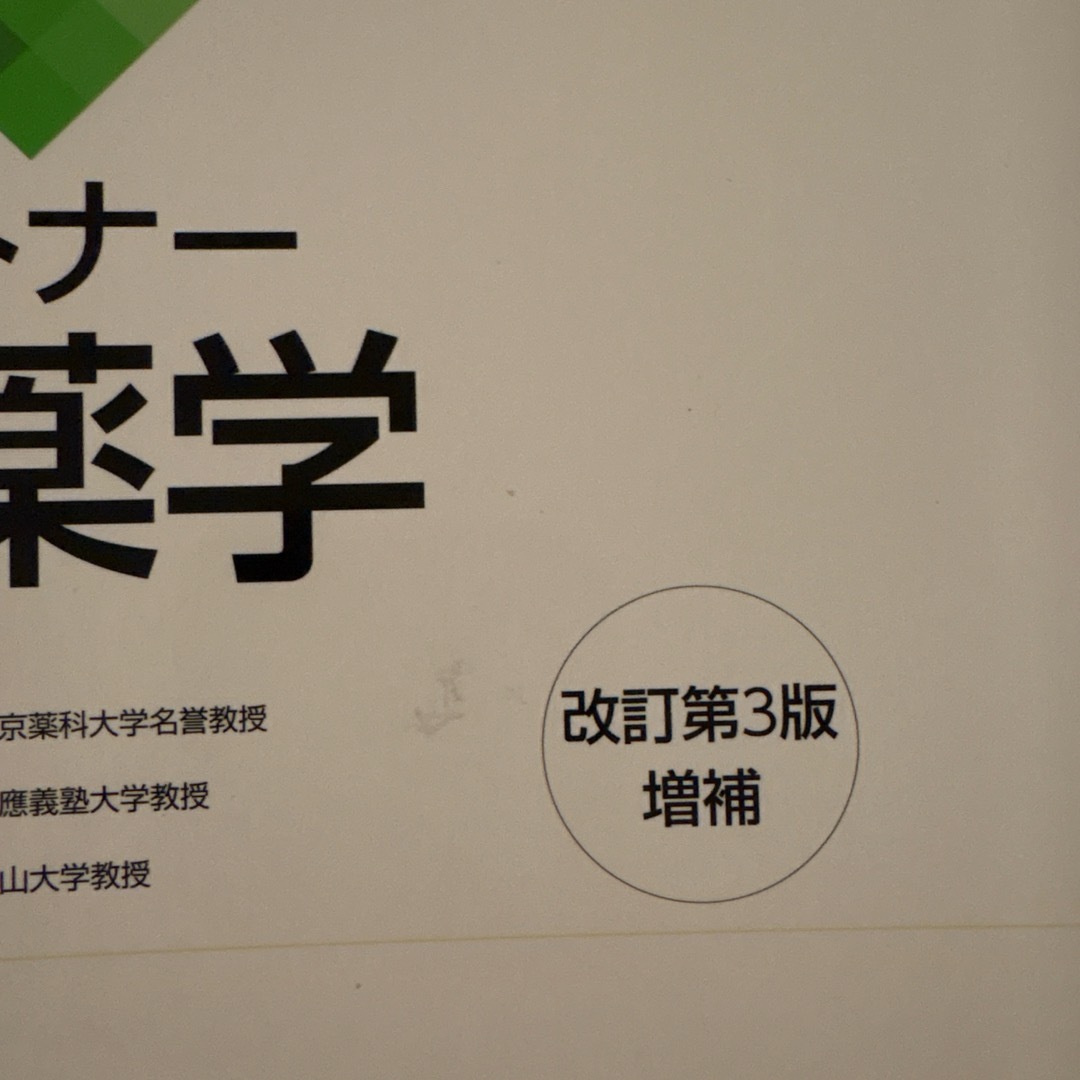 トナー
薬学
京薬科大学名誉教授
應義塾大学教授
山大学教授
改訂第3版
増補